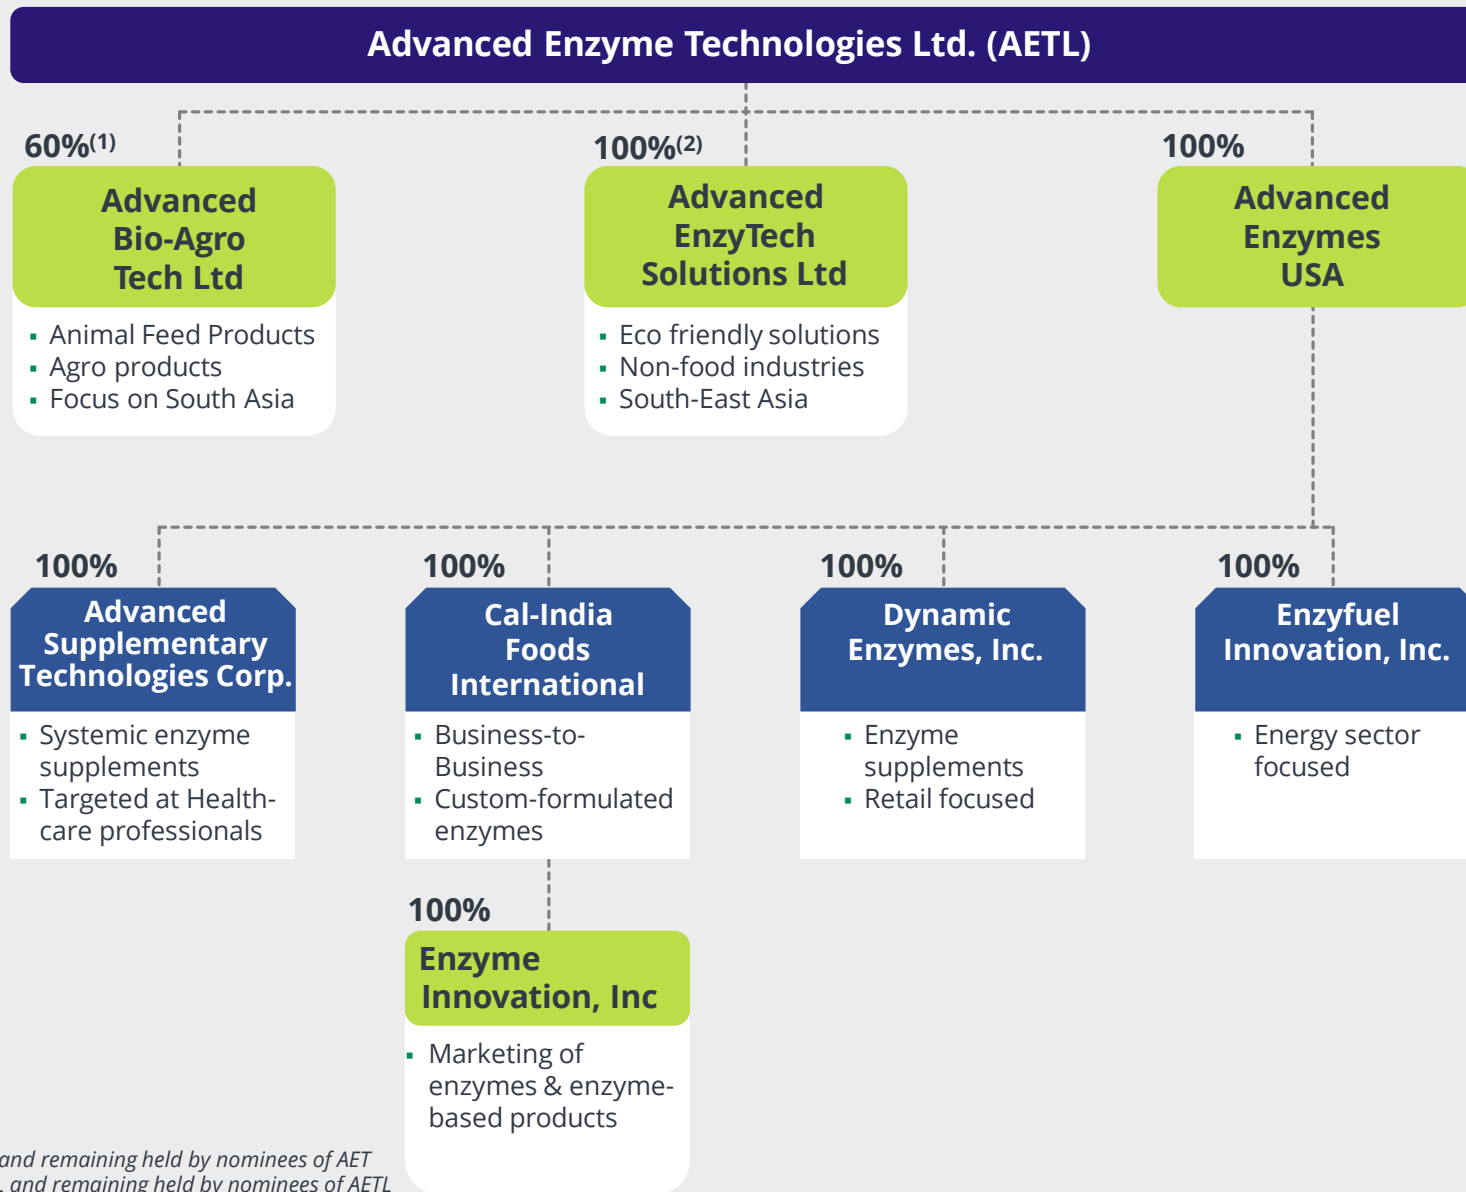 Advanced Enzyme Technologies Ltd. (AETL)
60%(1)
Advanced
Bio-Agro
Tech Ltd
▪ Animal Feed Products
▪ Agro products
▪ Focus on South Asia
100%(2)
Advanced
EnzyTech
Solutions Ltd
▪ Eco friendly solutions
▪ Non-food industries
▪ South-East Asia
100%
Advanced
Enzymes
USA
100%
Advanced
Supplementary
Technologies Corp.
▪ Systemic enzyme
supplements
▪ Targeted at Health-
care professionals
100%
Cal-India
Foods
International
▪ Business-to-
Business
▪ Custom-formulated
enzymes
100%
Dynamic
Enzymes, Inc.
▪ Enzyme
supplements
▪ Retail focused
100%
Enzyfuel
Innovation, Inc.
▪ Energy sector
focused
100%
Enzyme
Innovation, Inc
▪ Marketing of
enzymes & enzyme-
based products
and remaining held by nominees of AET
and remaining held by nominees of AETL